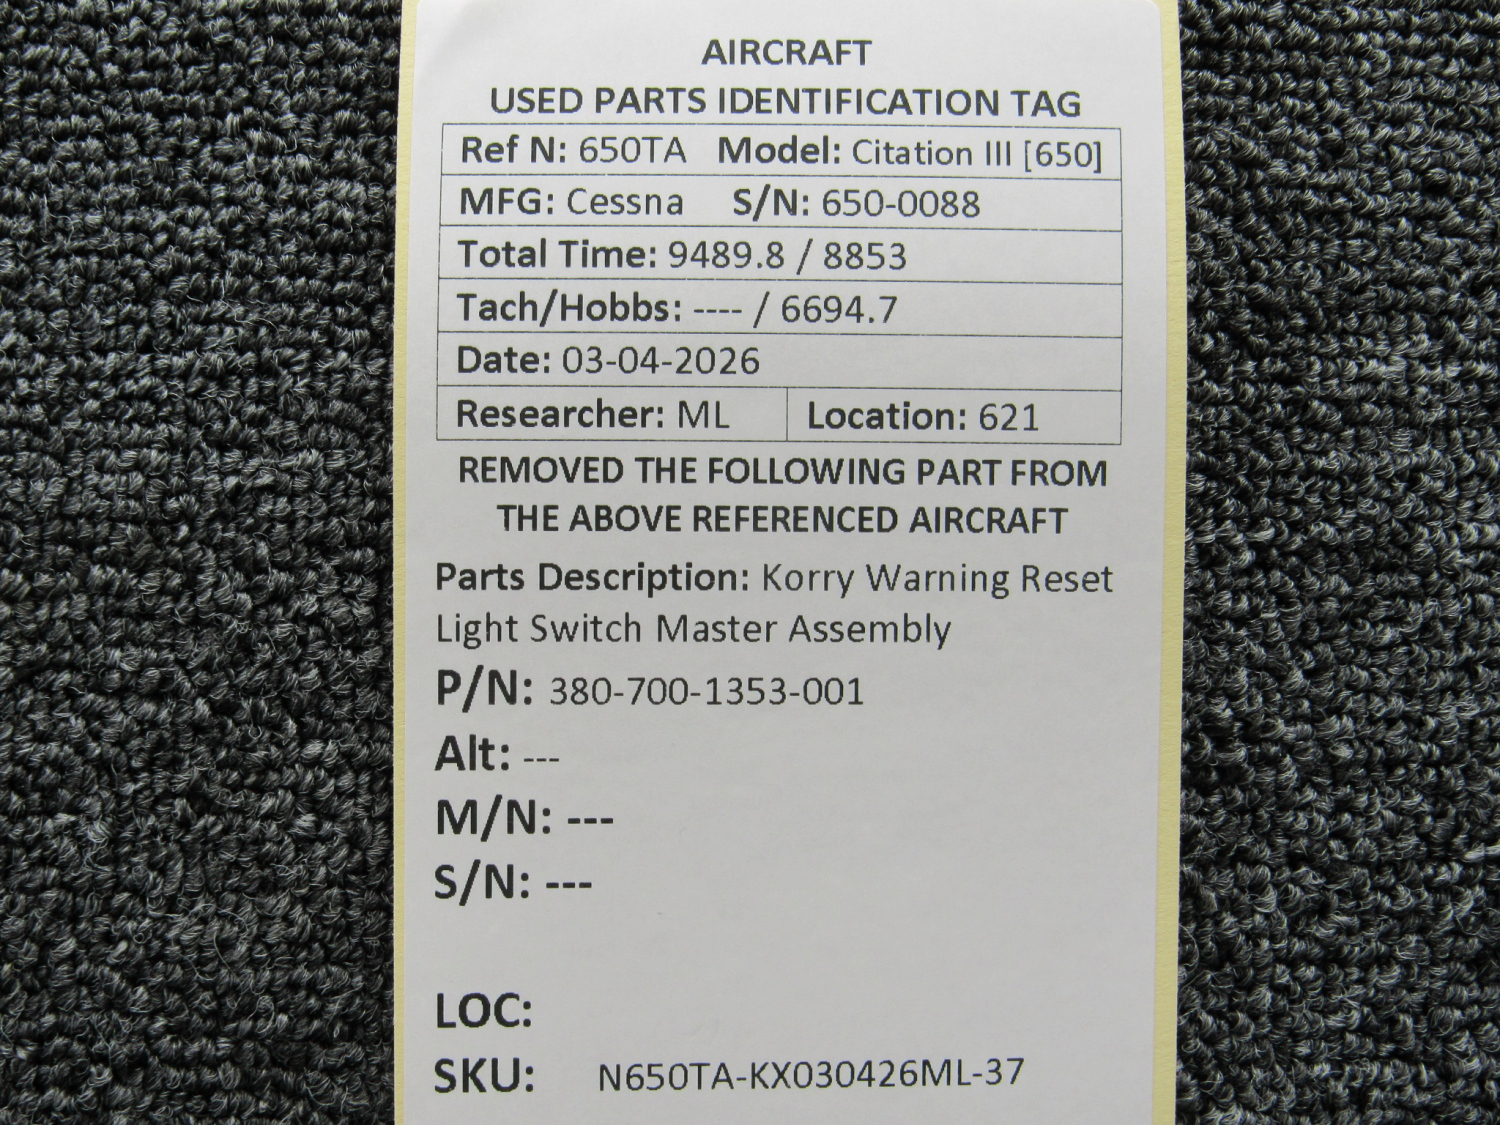 AIRCRAFT
USED PARTS IDENTIFICATION TAG
Ref N: 650TA Model: Citation III [650]
MFG: Cessna S/N: 650-0088
Total Time: 9489.8 / 8853
Tach/Hobbs: ---- / 6694.7
Date: 03-04-2026
Researcher: ML Location: 621
REMOVED THE FOLLOWING PART FROM
THE ABOVE REFERENCED AIRCRAFT
Parts Description: Korry Warning Reset
Light Switch Master Assembly
P/N: 380-700-1353-001
Alt: ---
M/N: ---
S/N: ---
LOC:
SKU: N650TA-KX030426ML-37